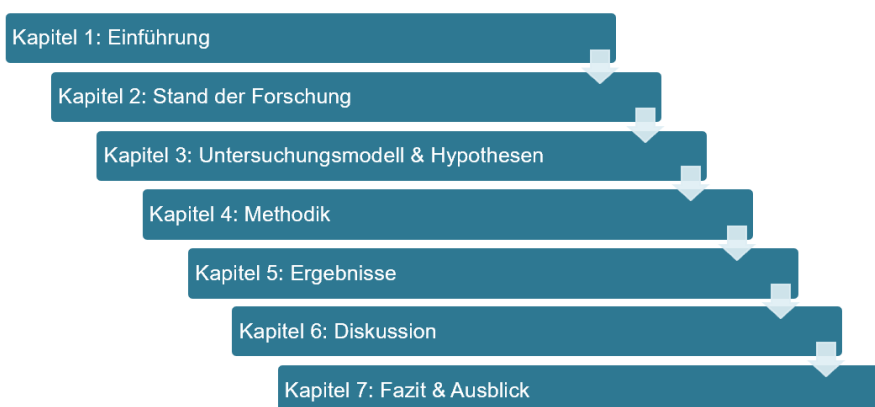 Kapitel 1: Einführung
Kapitel 2: Stand der Forschung
Kapitel 3: Untersuchungsmodell & Hypothesen
Kapitel 4: Methodik
Kapitel 5: Ergebnisse
Kapitel 6: Diskussion
Kapitel 7: Fazit & Ausblick